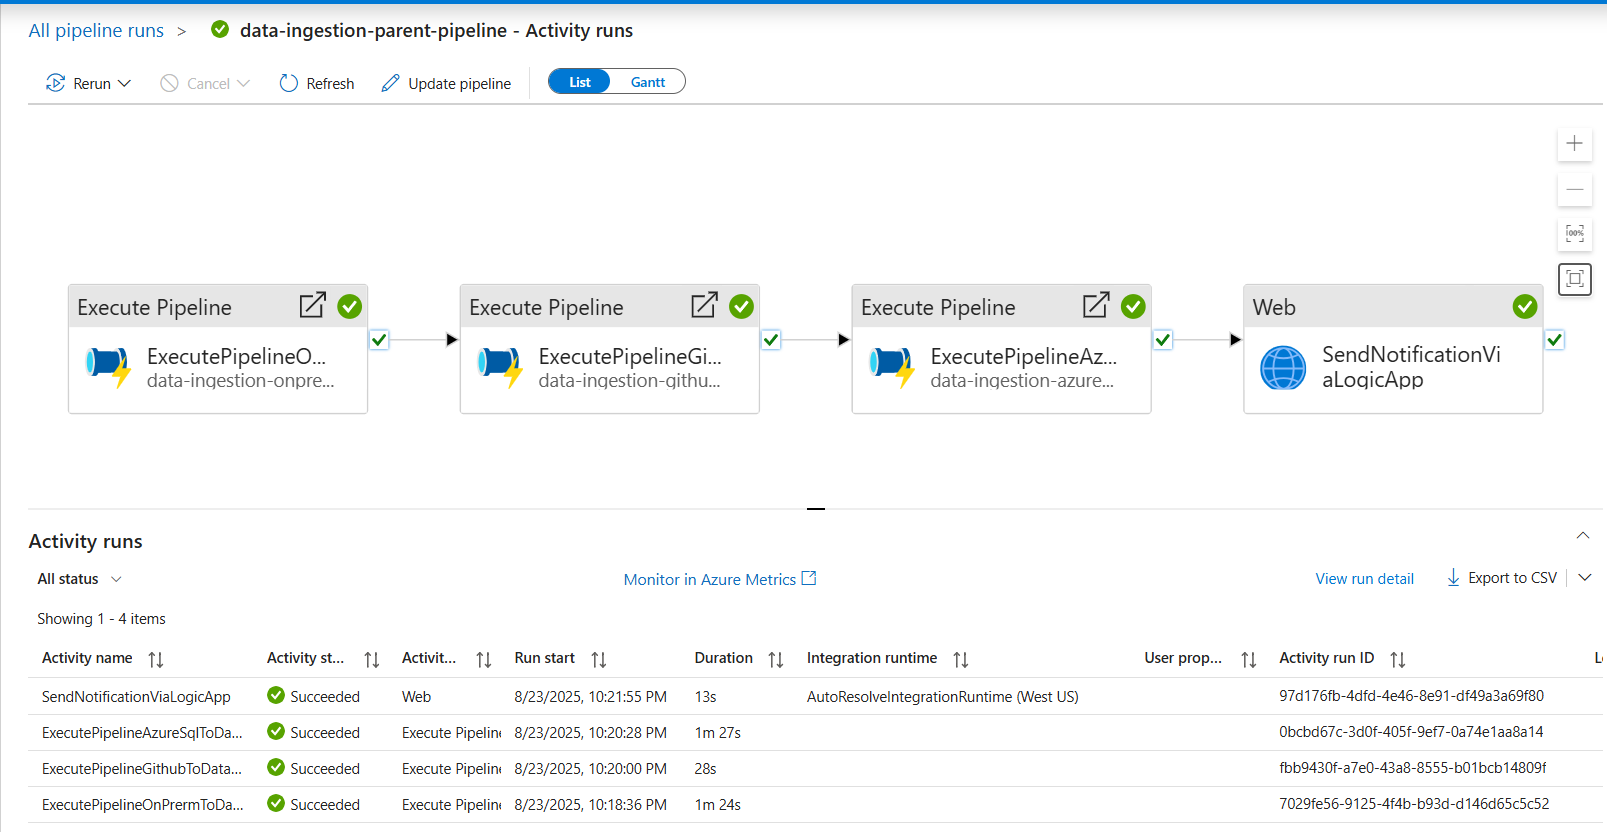 All pipeline runs > data-ingestion-parent-pipeline - Activity runs
Rerun Cancel Refresh Update pipeline List Gantt
100%
Execute Pipeline
ExecutePipelineO...
data-ingestion-onpre...
Execute Pipeline
ExecutePipelineGi...
data-ingestion-githu...
Execute Pipeline
ExecutePipelineAz...
data-ingestion-azure...
Web
SendNotificationVi
aLogicApp
Activity runs
All status Monitor in Azure Metrics View run detail Export to CSV
Showing 1 - 4 items
Activity name Activity st... Activit... Run start Duration Integration runtime User prop... Activity run ID
SendNotificationViaLogicApp Succeeded Web 8/23/2025, 10:21:55 PM 13s AutoResolveIntegrationRuntime (West US) 97d176fb-4dfd-4e46-8e91-df49a3a69f80
ExecutePipelineAzureSqlToDa... Succeeded Execute Pipeline 8/23/2025, 10:20:28 PM 1m 27s 0bcbd67c-3d0f-405f-9ef7-0a74e1aa8a14
ExecutePipelineGithubToData... Succeeded Execute Pipeline 8/23/2025, 10:20:00 PM 28s fbb9430f-a7e0-43a8-8555-b01bcb14809f
ExecutePipelineOnPrermToDa... Succeeded Execute Pipeline 8/23/2025, 10:18:36 PM 1m 24s 7029fe56-9125-4f4b-b93d-d146d65c5c52